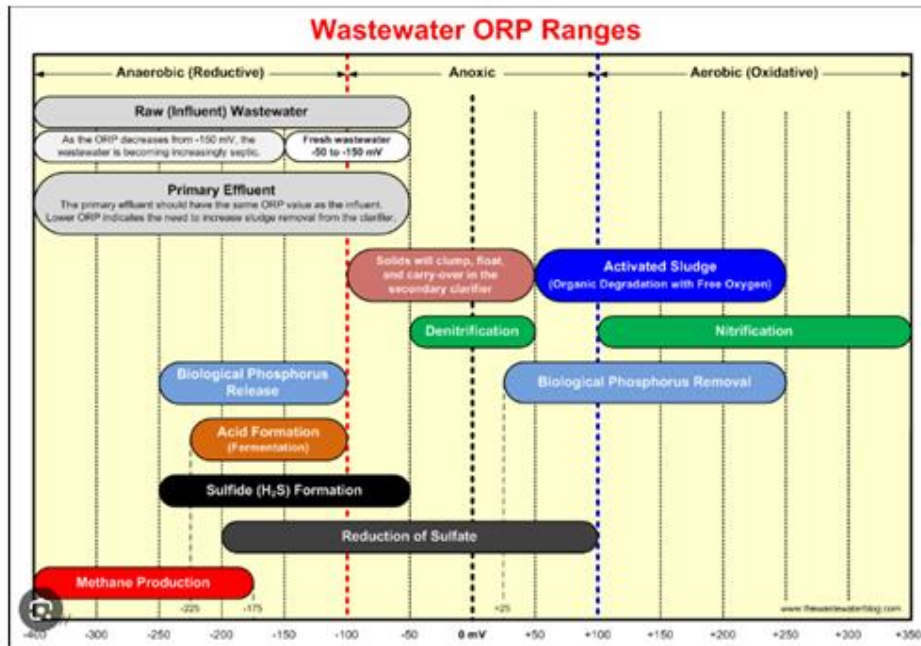 Wastewater ORP Ranges
Anaerobic (Reductive)
Anoxic
Aerobic (Oxidative)
Raw (Influent) Wastewater
As the ORP decreases from -150 mV, the
wastewater is becoming increasingly septic.
Fresh wastewater
-50 to -150 mV
Primary Effluent
The primary effluent should have the same ORP value as the influent.
Lower ORP indicates the need to increase sludge removal from the clarifier.
Solids will clump, float,
and carry-over in the
secondary clarifier
Activated Sludge
(Organic Degradation with Free Oxygen)
Denitrification
Nitrification
Biological Phosphorus
Release
Biological Phosphorus Removal
Acid Formation
(Fermentation)
Sulfide (H₂S) Formation
Reduction of Sulfate
Methane Production
-225
-175
+25
www.thewastewaterblog.com
-400
-300
-250
-200
-150
-100
-50
0 mV
+50
+100
+150
+200
+250
+300
+350